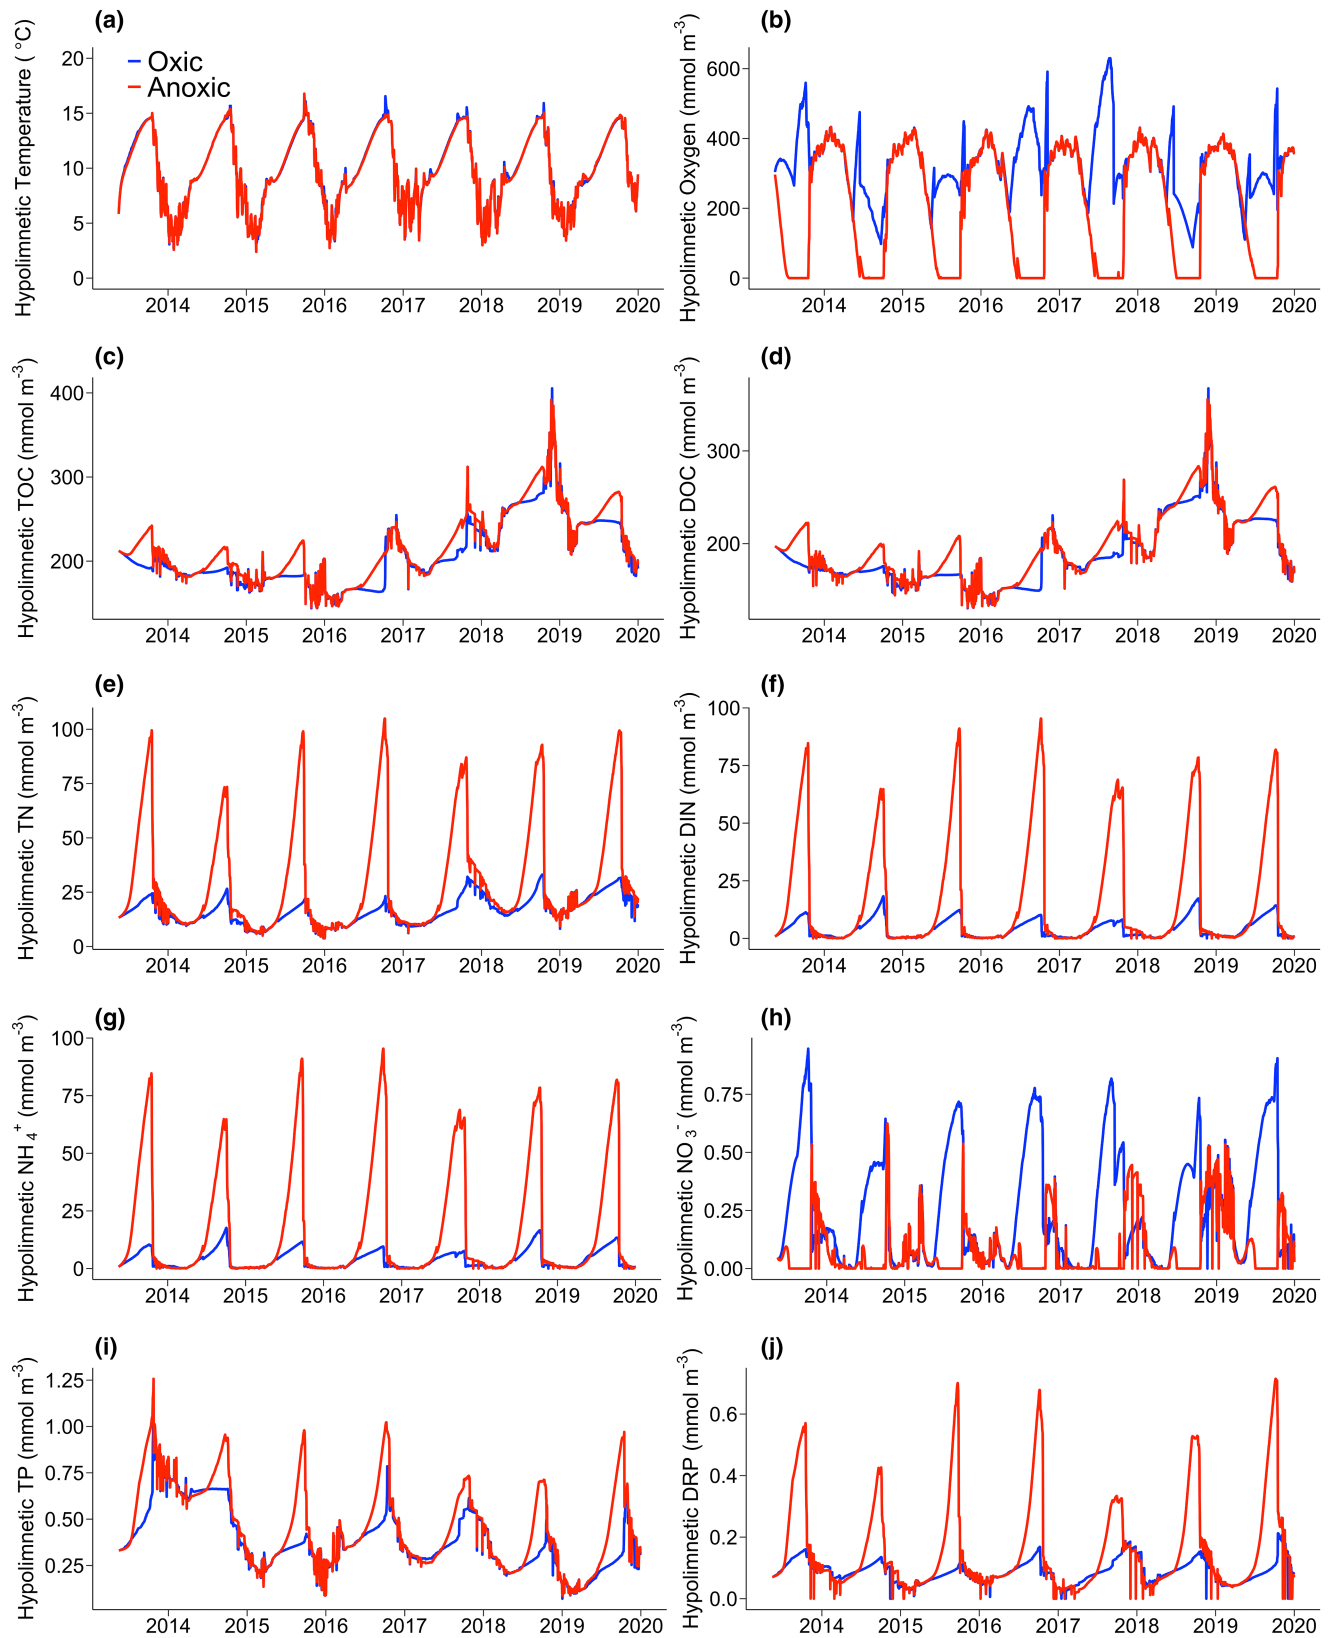 (a)
Hypolimnetic Temperature ( °C)
Oxic
Anoxic
20
15
10
5
0
2014 2015 2016 2017 2018 2019 2020
(b)
Hypolimnetic Oxygen (mmol m-3)
600
400
200
0
2014 2015 2016 2017 2018 2019 2020
(c)
Hypolimnetic TOC (mmol m-3)
400
300
200
2014 2015 2016 2017 2018 2019 2020
(d)
Hypolimnetic DOC (mmol m-3)
300
200
2014 2015 2016 2017 2018 2019 2020
(e)
Hypolimnetic TN (mmol m-3)
100
75
50
25
0
2014 2015 2016 2017 2018 2019 2020
(f)
Hypolimnetic DIN (mmol m-3)
100
75
50
25
0
2014 2015 2016 2017 2018 2019 2020
(g)
Hypolimnetic NH4+ (mmol m-3)
100
75
50
25
0
2014 2015 2016 2017 2018 2019 2020
(h)
Hypolimnetic NO3- (mmol m-3)
0.75
0.50
0.25
0.00
2014 2015 2016 2017 2018 2019 2020
(i)
Hypolimnetic TP (mmol m-3)
1.25
1.00
0.75
0.50
0.25
2014 2015 2016 2017 2018 2019 2020
(j)
Hypolimnetic DRP (mmol m-3)
0.6
0.4
0.2
0.0
2014 2015 2016 2017 2018 2019 2020